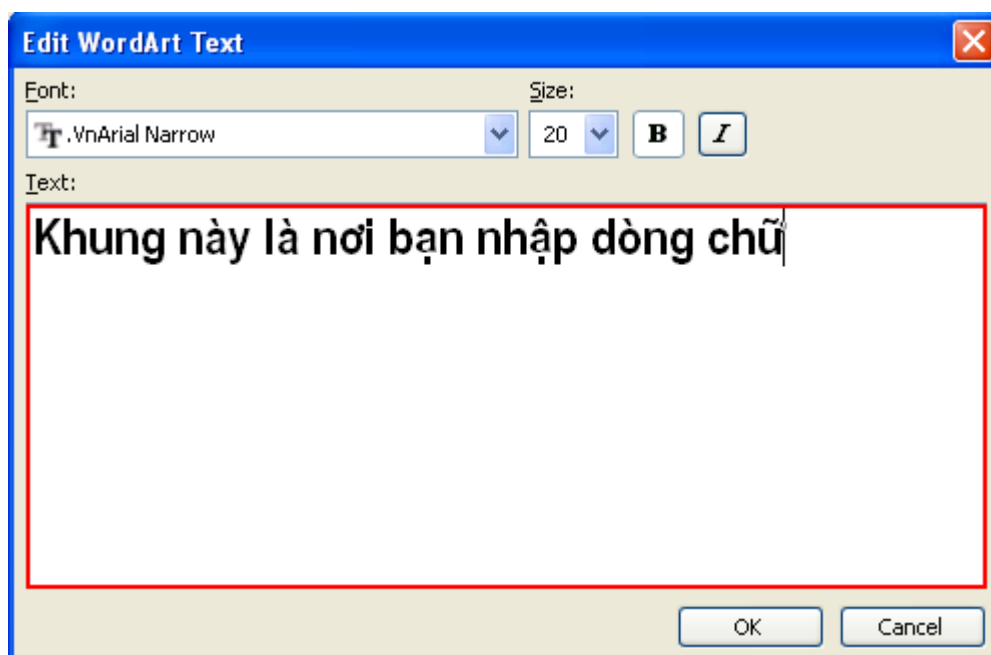 Edit WordArt Text
Font:
Size:
.VnArial Narrow
20
B
I
Text:
Khung này là nơi bạn nhập dòng chữ
OK
Cancel